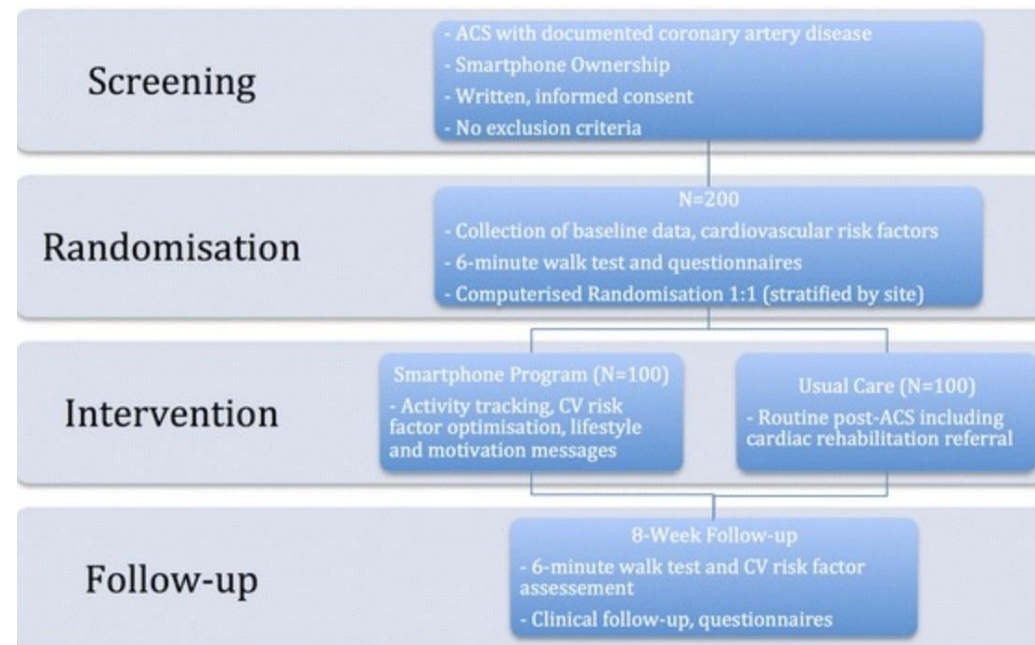 Screening
- ACS with documented coronary artery disease
- Smartphone Ownership
- Written, informed consent
- No exclusion criteria
Randomisation
N=200
- Collection of baseline data, cardiovascular risk factors
- 6-minute walk test and questionnaires
- Computerised Randomisation 1:1 (stratified by site)
Intervention
Smartphone Program (N=100)
- Activity tracking, CV risk
factor optimisation, lifestyle
and motivation messages
Usual Care (N=100)
- Routine post-ACS including
cardiac rehabilitation referral
Follow-up
8-Week Follow-up
- 6-minute walk test and CV risk factor
assessment
- Clinical follow-up, questionnaires